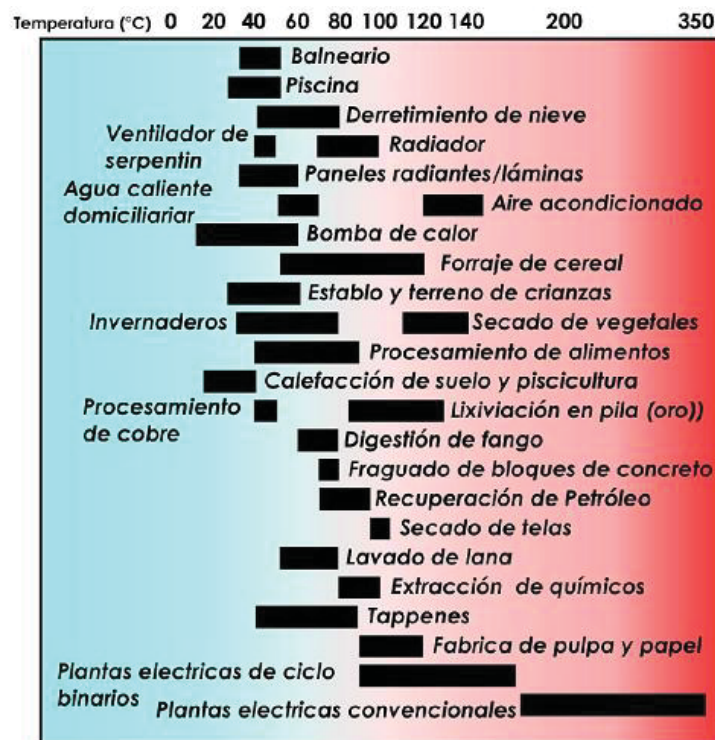 Temperatura (°C) 0 20 40 60 80 100 120 140 200 350
Balneario
Piscina
Derretimiento de nieve
Ventilador de
serpentin
Radiador
Paneles radiantes/láminas
Agua caliente
domiciliariar
Aire acondicionado
Bomba de calor
Forraje de cereal
Establo y terreno de crianzas
Invernaderos
Secado de vegetales
Procesamiento de alimentos
Calefacción de suelo y piscicultura
Procesamiento
de cobre
Lixiviación en pila (oro))
Digestión de fango
Fraguado de bloques de concreto
Recuperación de Petróleo
Secado de telas
Lavado de lana
Extracción de químicos
Tappenes
Fabrica de pulpa y papel
Plantas electricas de ciclo
binarios
Plantas electricas convencionales